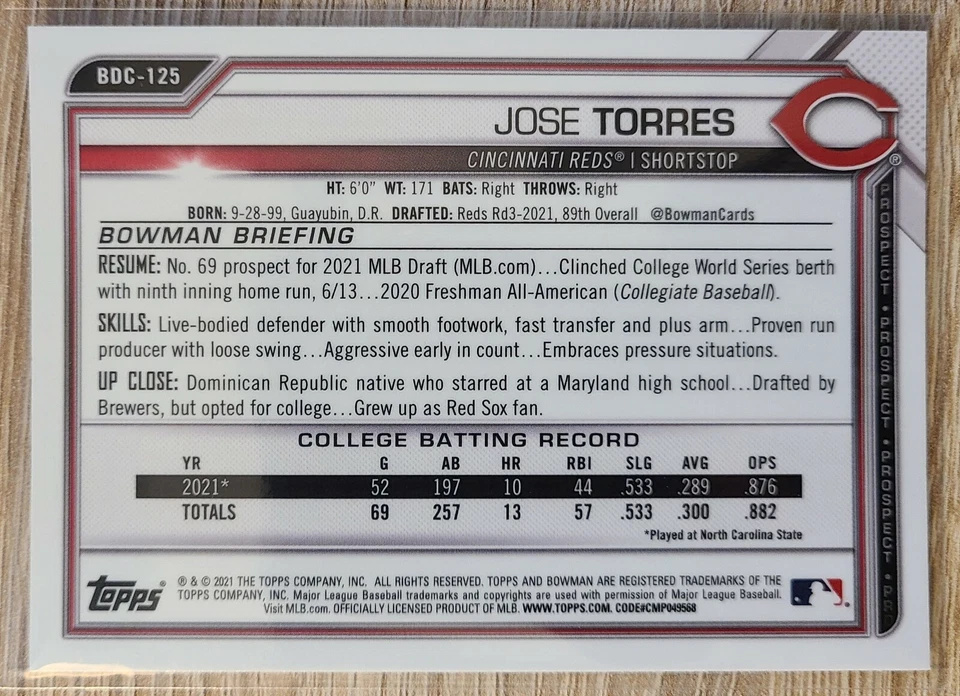 BDC-125
JOSE TORRES
CINCINNATI REDS® | SHORTSTOP
®
HT: 6'0" WT: 171 BATS: Right THROWS: Right
BORN: 9-28-99, Guayubin, D.R. DRAFTED: Reds Rd3-2021, 89th Overall @BowmanCards
BOWMAN BRIEFING
RESUME: No. 69 prospect for 2021 MLB Draft (MLB.com)...Clinched College World Series berth
with ninth inning home run, 6/13...2020 Freshman All-American (Collegiate Baseball).
SKILLS: Live-bodied defender with smooth footwork, fast transfer and plus arm...Proven run
producer with loose swing...Aggressive early in count...Embraces pressure situations.
UP CLOSE: Dominican Republic native who starred at a Maryland high school...Drafted by
Brewers, but opted for college...Grew up as Red Sox fan.
COLLEGE BATTING RECORD
YR G AB HR RBI SLG AVG OPS
2021* 52 197 10 44 .533 .289 .876
TOTALS 69 257 13 57 .533 .300 .882
*Played at North Carolina State
PROSPECT • PROSPECT • PROSPECT • PR
Topps®
® & © 2021 THE TOPPS COMPANY, INC. ALL RIGHTS RESERVED. TOPPS AND BOWMAN ARE REGISTERED TRADEMARKS OF THE
TOPPS COMPANY, INC. Major League Baseball trademarks and copyrights are used with permission of Major League Baseball.
Visit MLB.com. OFFICIALLY LICENSED PRODUCT OF MLB. WWW.TOPPS.COM. CODE#CMP049568